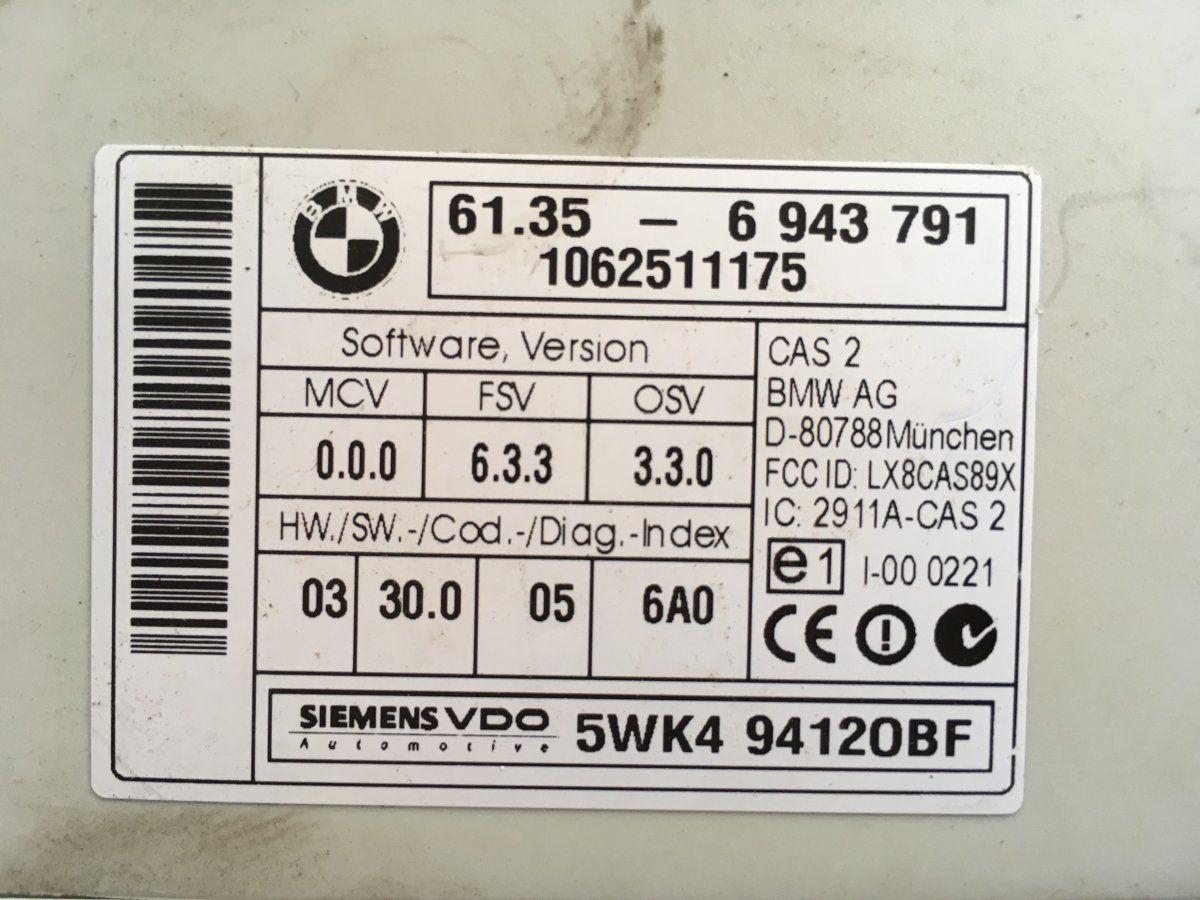 BMW
61.35 – 6 943 791
1062511175
Software, Version
MCV FSV OSV
0.0.0 6.3.3 3.3.0
HW./SW.-/Cod.-/Diag.-Index
03 30.0 05 6A0
CAS 2
BMW AG
D-80788 München
FCC ID: LX8CAS89X
IC: 2911A-CAS 2
e1 I-00 0221
CE
SIEMENS VDO
Automotive
5WK4 94120BF